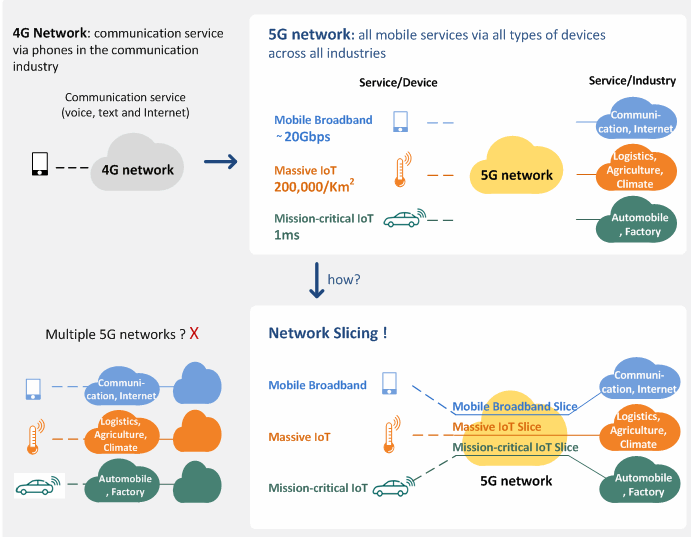 4G Network: communication service
via phones in the communication
industry
Communication service
(voice, text and Internet)
4G network
5G network: all mobile services via all types of devices
across all industries
Service/Device
Service/Industry
Mobile Broadband
~ 20Gbps
Communi-
cation, Internet
Massive IoT
200,000/Km²
5G network
Logistics,
Agriculture,
Climate
Mission-critical IoT
1ms
Automobile
, Factory
how?
Multiple 5G networks ? X
Communi-
cation, Internet
Logistics,
Agriculture,
Climate
Automobile
, Factory
Network Slicing !
Mobile Broadband
Mobile Broadband Slice
Communi-
cation, Internet
Massive IoT
Massive IoT Slice
Logistics,
Agriculture,
Climate
Mission-critical IoT
Mission-critical IoT Slice
5G network
Automobile
, Factory